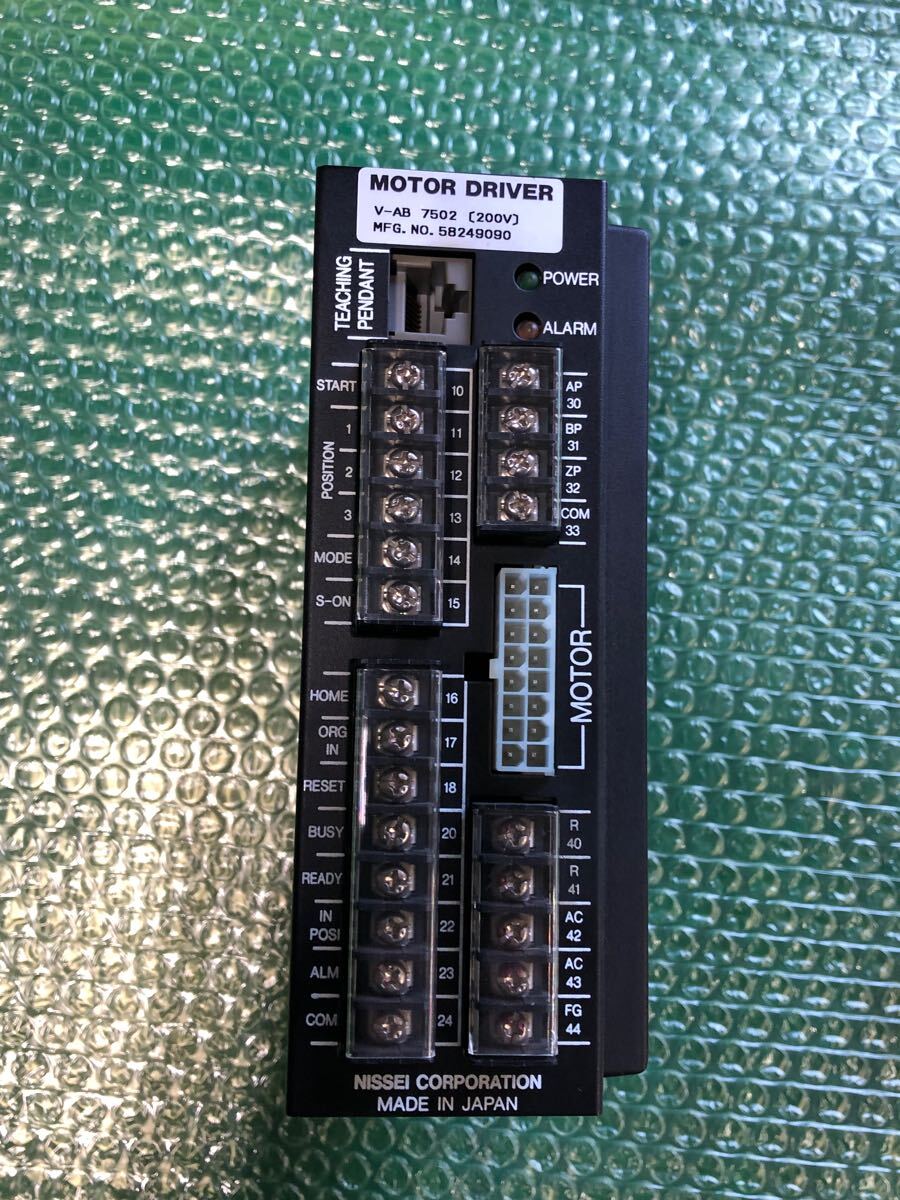 MOTOR DRIVER
V-AB 7502 (200V)
MFG. NO. 58249090
TEACHING
PENDANT
POWER
ALARM
START 10
POSITION
1 11
2 12
3 13
MODE 14
S-ON 15
AP
30
BP
31
ZP
32
COM
33
MOTOR
HOME 16
ORG
IN 17
RESET 18
BUSY 20
READY 21
IN
POSI 22
ALM 23
COM 24
R
40
R
41
AC
42
AC
43
FG
44
NISSEI CORPORATION
MADE IN JAPAN